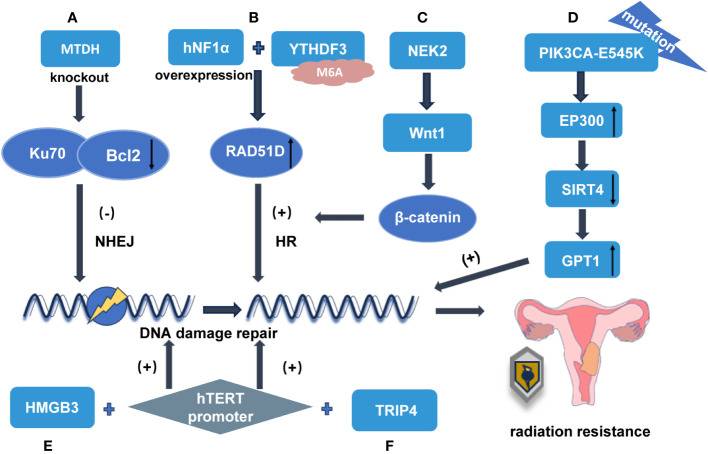 A
B
C
D
mutation
MTDH
hNF1α
+
YTHDF3
NEK2
PIK3CA-E545K
knockout
overexpression
M6A
Ku70
Bcl2
RAD51D
Wnt1
EP300
SIRT4
(-)
(+)
β-catenin
NHEJ
HR
(+)
GPT1
DNA damage repair
(+)
(+)
hTERT
promoter
HMGB3
+
+
TRIP4
E
F
radiation resistance